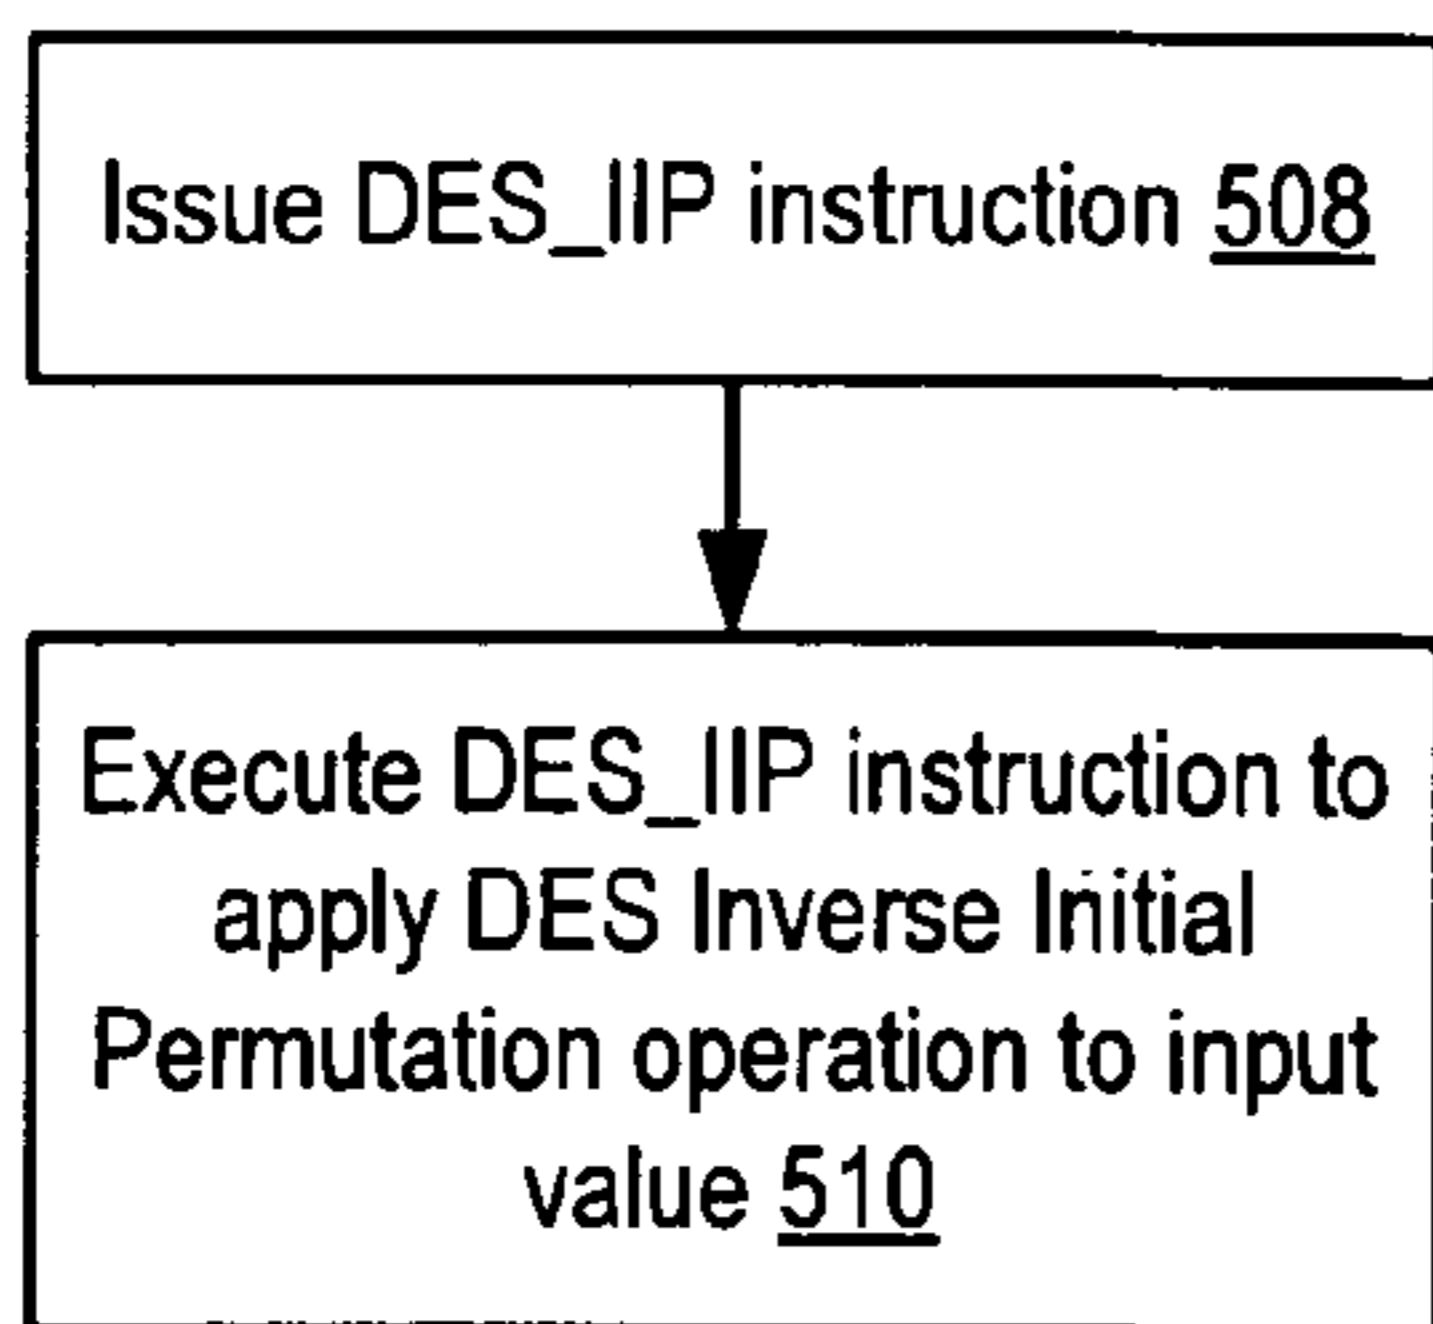 Issue DES_IIP instruction 508
Execute DES_IIP instruction to
apply DES Inverse Initial
Permutation operation to input
value 510